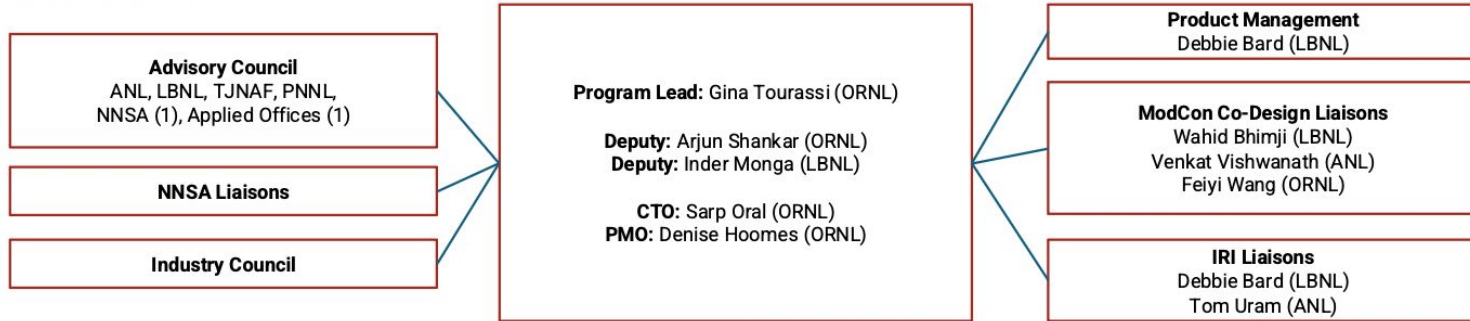 Advisory Council
ANL, LBNL, TJNAF, PNNL,
NNSA (1), Applied Offices (1)
NNSA Liaisons
Industry Council
Program Lead: Gina Tourassi (ORNL)
Deputy: Arjun Shankar (ORNL)
Deputy: Inder Monga (LBNL)
CTO: Sarp Oral (ORNL)
PMO: Denise Hoomes (ORNL)
Product Management
Debbie Bard (LBNL)
ModCon Co-Design Liaisons
Wahid Bhimji (LBNL)
Venkat Vishwanath (ANL)
Feiyi Wang (ORNL)
IRI Liaisons
Debbie Bard (LBNL)
Tom Uram (ANL)